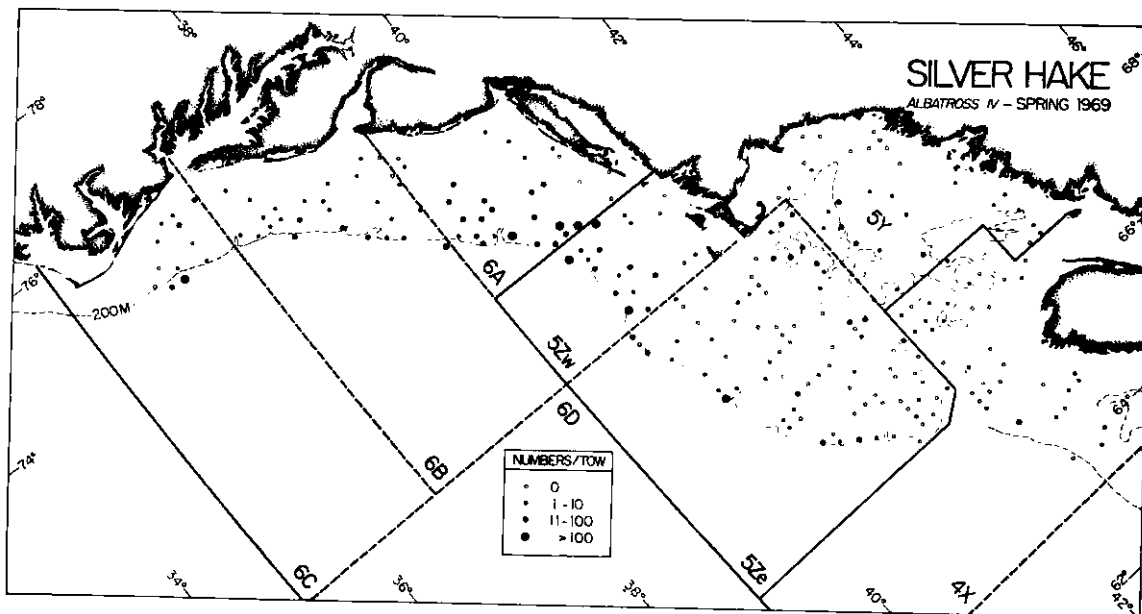 38°
40°
42°
44°
46°
68°
SILVER HAKE
ALBATROSS IV – SPRING 1969
78°
5Y
66°
6A
76°
200M
5Zw
64°
6D
74°
6B
NUMBERS/TOW
0
1-10
11-100
>100
6C
5Ze
4X
34°
36°
38°
40°
62°
42°